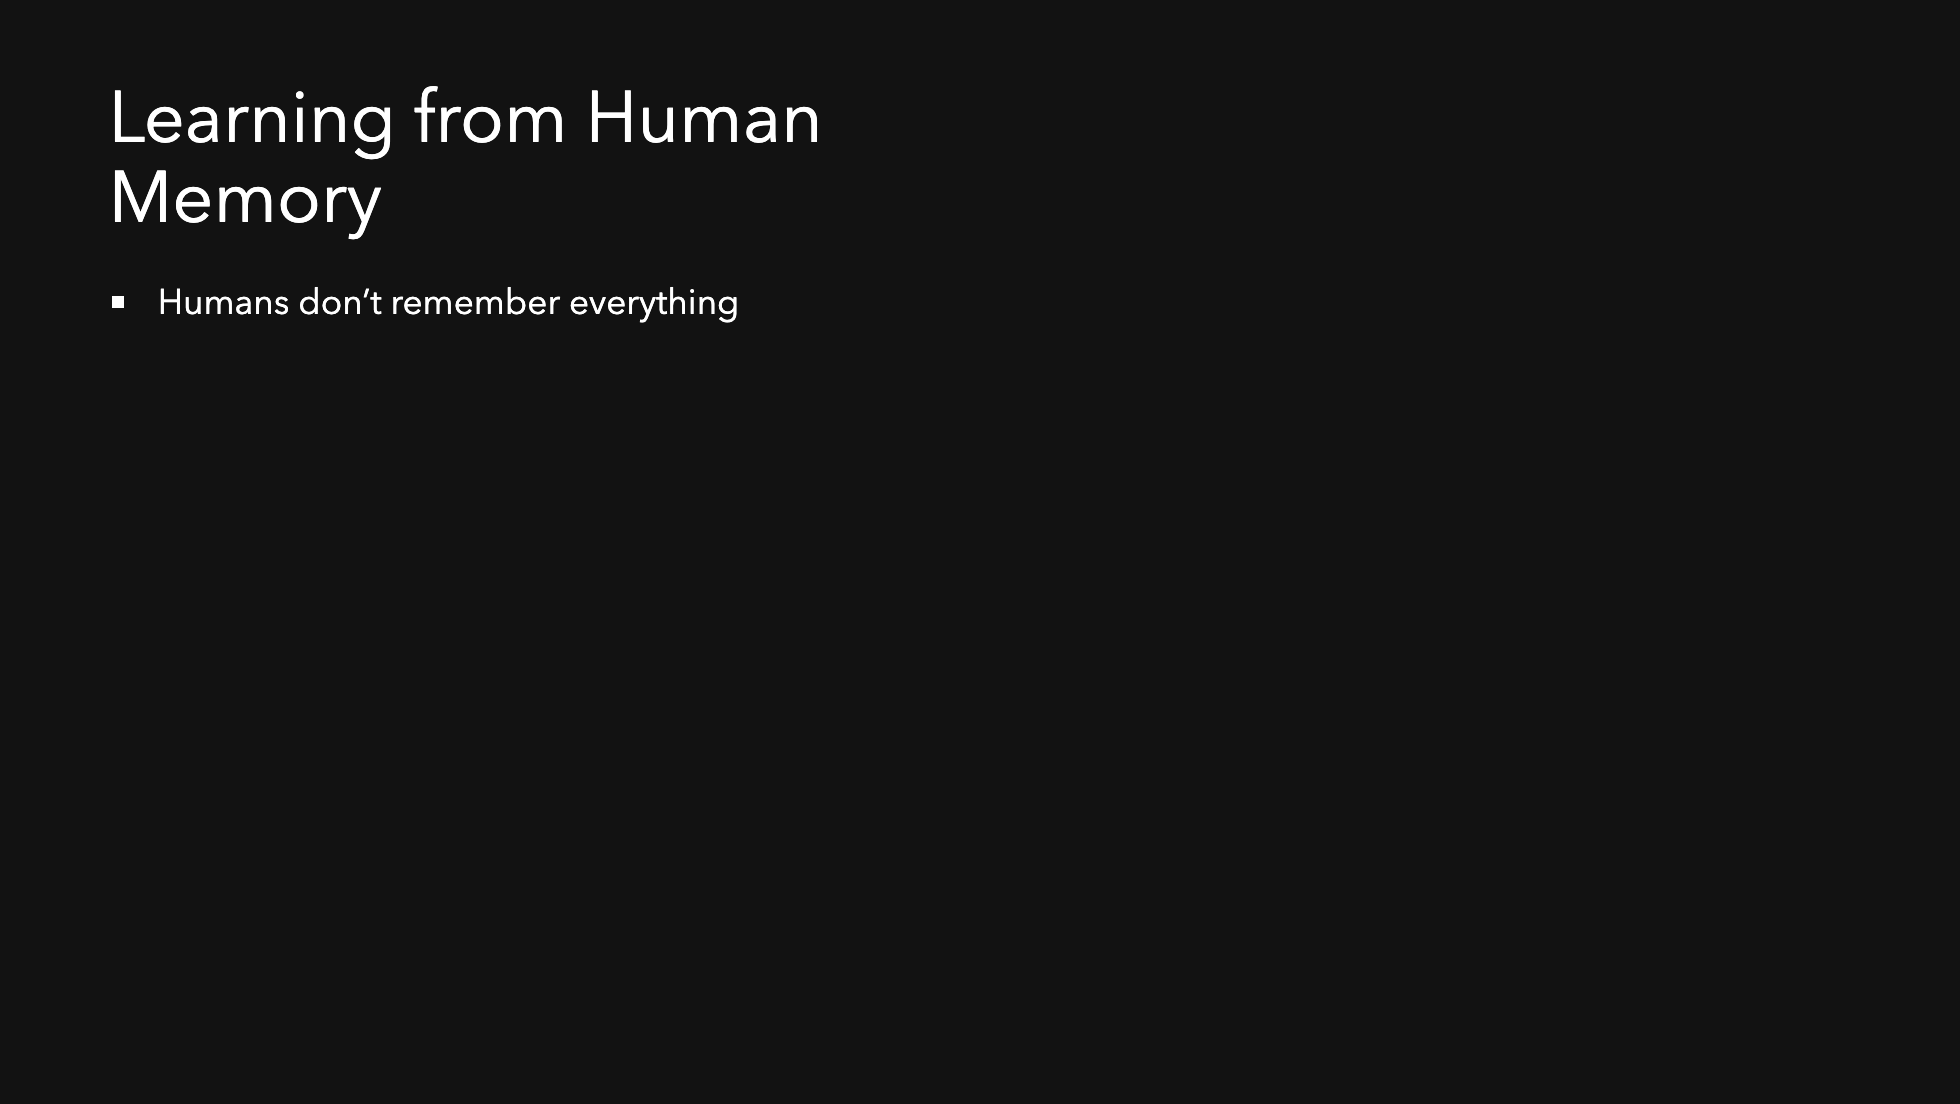 Learning from Human
Memory
▪ Humans don’t remember everything